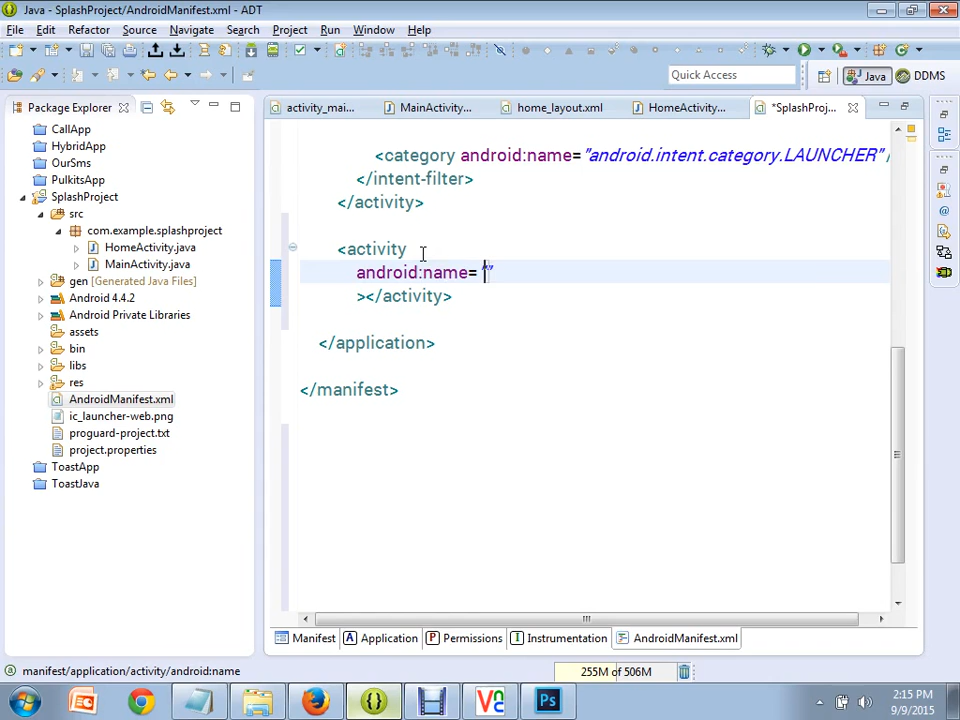 Java - SplashProject/AndroidManifest.xml - ADT
File Edit Refactor Source Navigate Search Project Run Window Help
Quick Access
Java
DDMS
Package Explorer
activity_mai...
MainActivity....
home_layout.xml
HomeActivity....
*SplashProj...
CallApp
HybridApp
OurSms
PulkitsApp
SplashProject
src
com.example.splashproject
HomeActivity.java
MainActivity.java
gen [Generated Java Files]
Android 4.4.2
Android Private Libraries
assets
bin
libs
res
AndroidManifest.xml
ic_launcher-web.png
proguard-project.txt
project.properties
ToastApp
ToastJava
<category android:name="android.intent.category.LAUNCHER"/
</intent-filter>
</activity>
<activity
android:name=""
></activity>
</application>
</manifest>
Manifest
A Application
P Permissions
I Instrumentation
AndroidManifest.xml
manifest/application/activity/android:name
255M of 506M
2:15 PM
9/9/2015